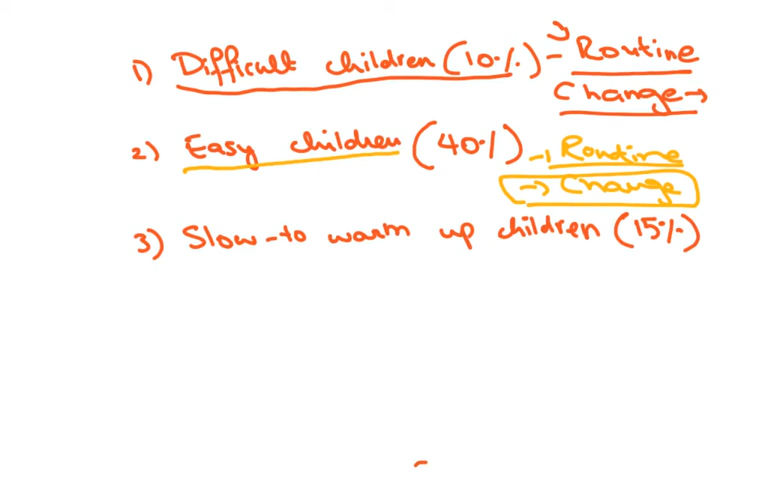 1) Difficult children (10%) → Routine
Change →
2) Easy children (40%) → Routine
→ Change
3) Slow-to warm up children (15%)